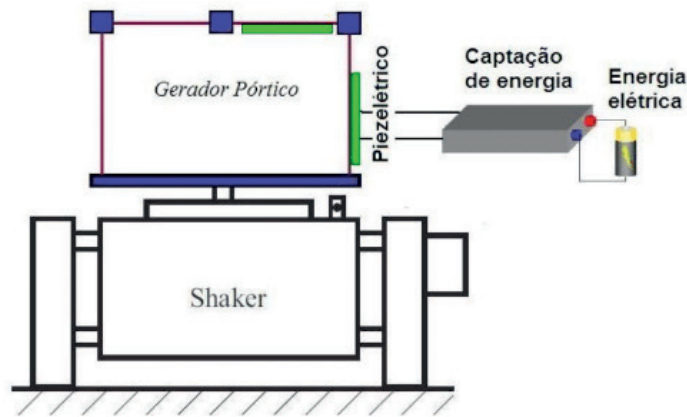 Gerador Pórtico
Piezelétrico
Captação
de energia
Energia
elétrica
Shaker